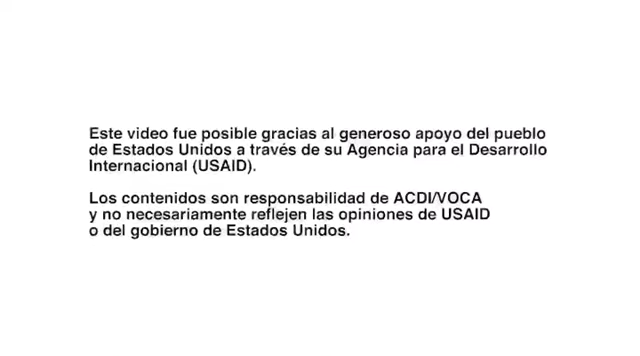 Este video fue posible gracias al generoso apoyo del pueblo
de Estados Unidos a través de su Agencia para el Desarrollo
Internacional (USAID).
Los contenidos son responsabilidad de ACDI/VOCA
y no necesariamente reflejen las opiniones de USAID
o del gobierno de Estados Unidos.